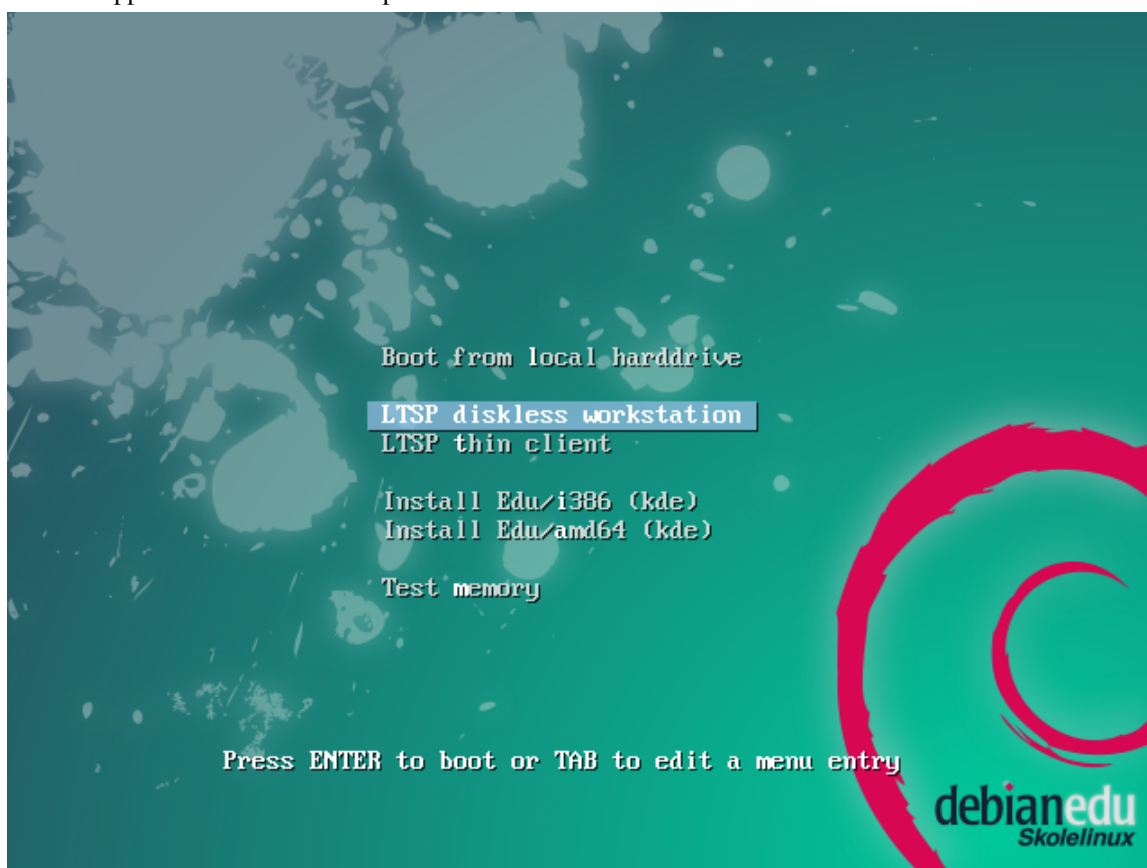 Boot from local harddrive
LTSP diskless workstation
LTSP thin client
Install Edu/i386 (kde)
Install Edu/amd64 (kde)
Test memory
Press ENTER to boot or TAB to edit a menu entry
debianedu
Skolelinux